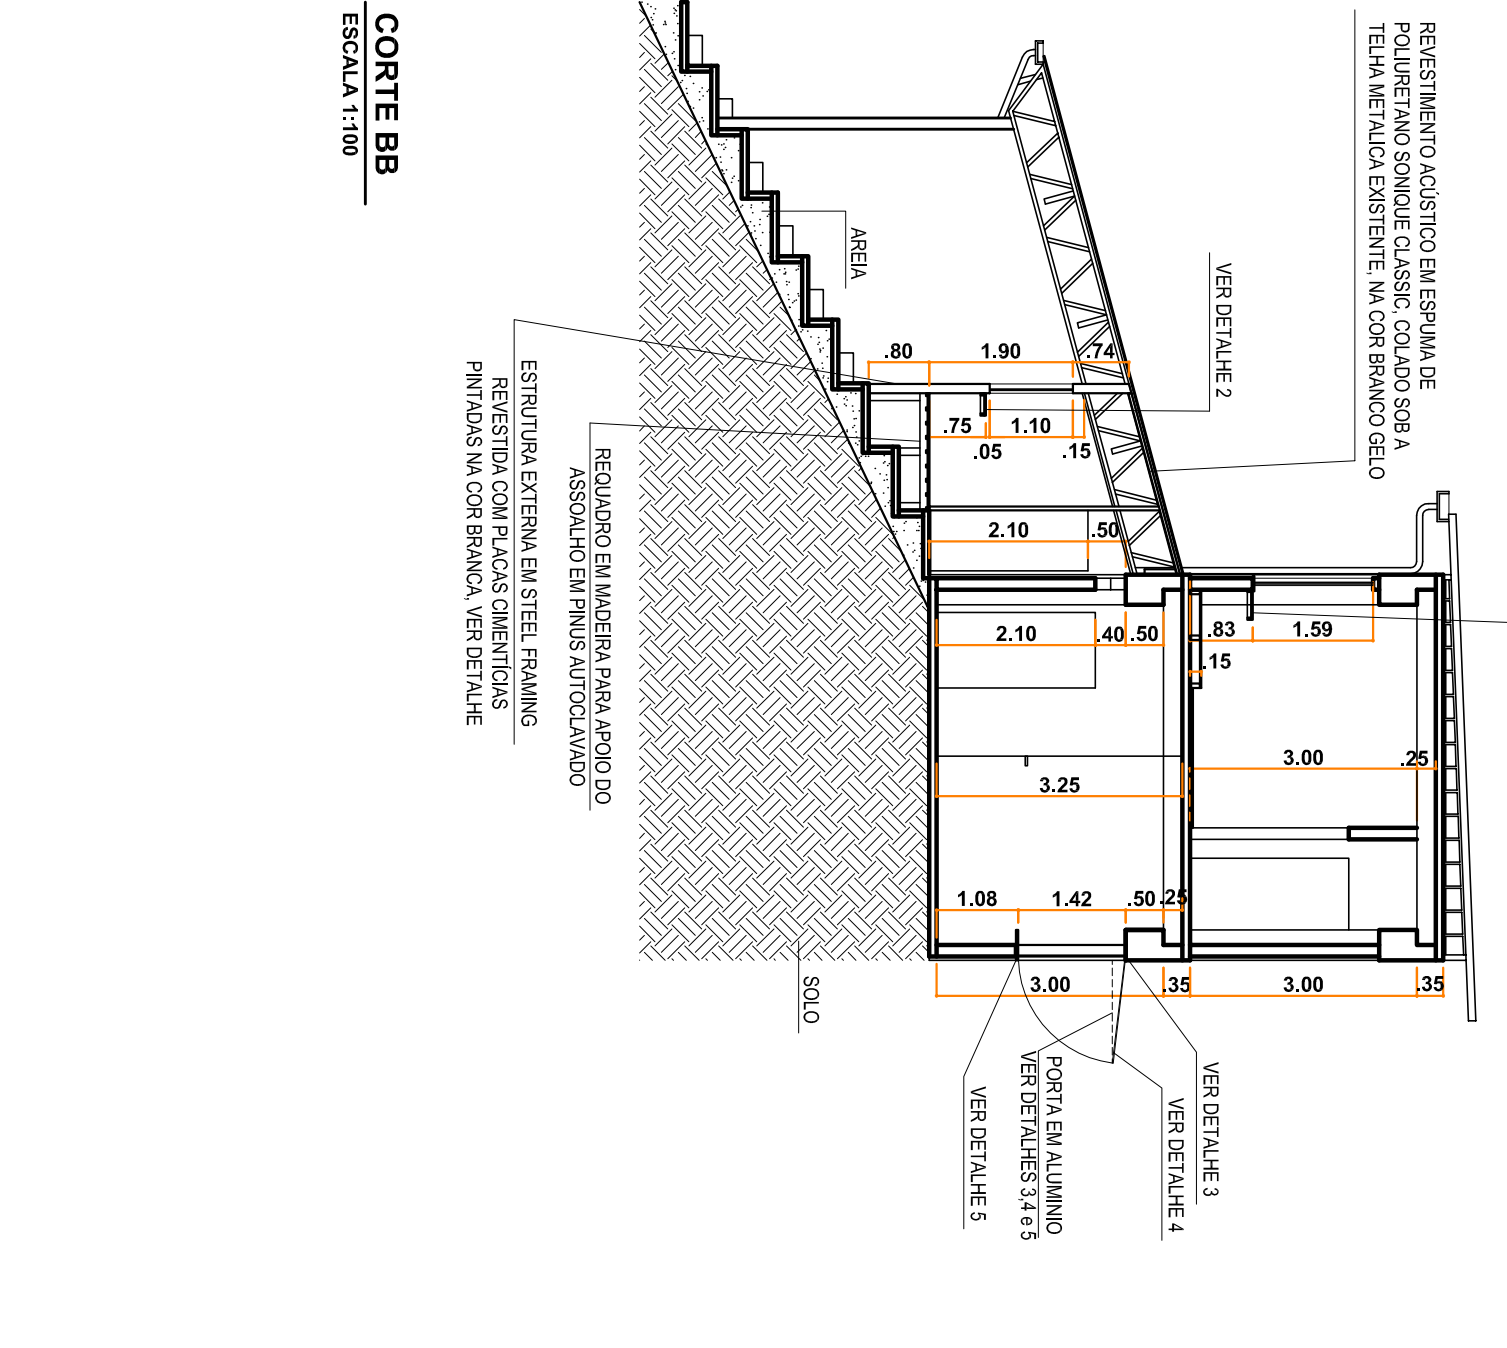 REVESTIMENTO ACÚSTICO EM ESPUMA DE
POLIURETANO SONIQUE CLASSIC, COLADO SOB A
TELHA METALICA EXISTENTE, NA COR BRANCO GELO
VER DETALHE 2
AREIA
.80
1.90
.74
.75
1.10
.05
.15
2.10
.50
2.10
.40
.50
.83
1.59
.15
3.00
.25
3.25
1.08
1.42
.50
.25
3.00
.35
3.00
.35
VER DETALHE 3
VER DETALHE 4
PORTA EM ALUMINIO
VER DETALHES 3,4 e 5
VER DETALHE 5
SOLO
REQUADRO EM MADEIRA PARA APOIO DO
ASSOALHO EM PINUS AUTOCLAVADO
ESTRUTURA EXTERNA EM STEEL FRAMING
REVESTIDA COM PLACAS CIMENTÍCIAS
PINTADAS NA COR BRANCA, VER DETALHE
CORTE BB
ESCALA 1:100